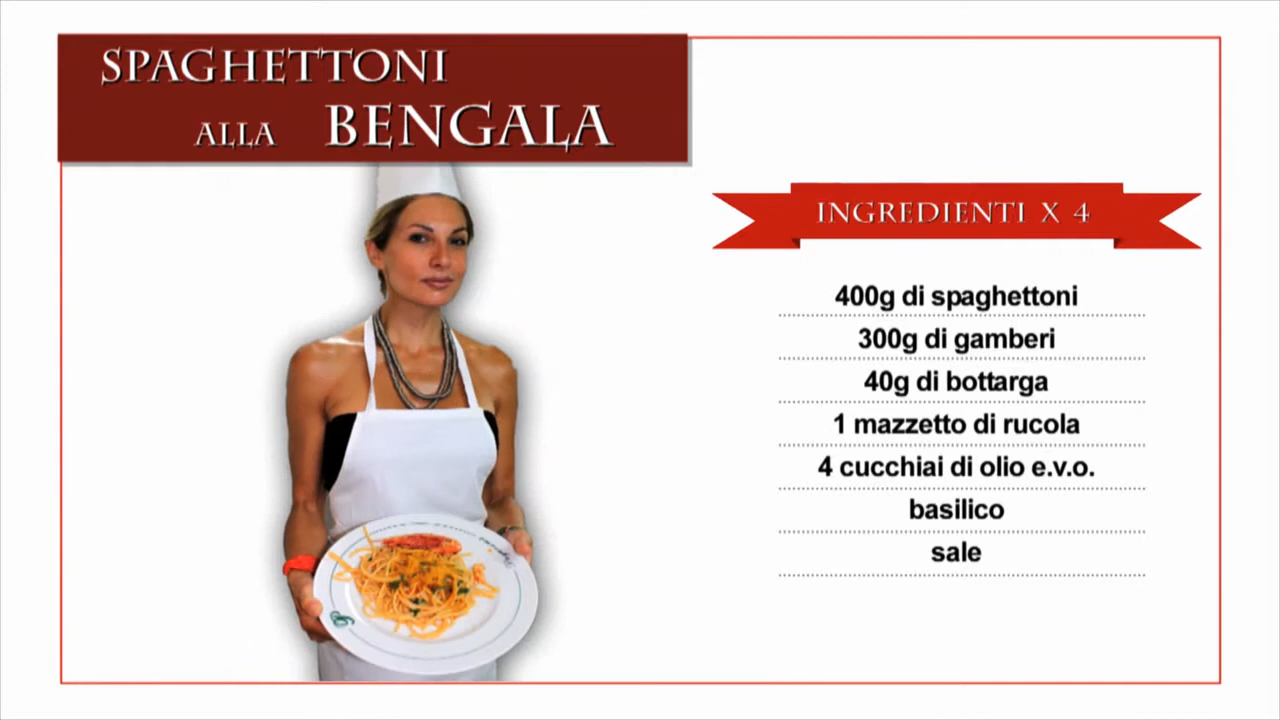 SPAGHETTONI
ALLA BENGALA
INGREDIENTI X 4
400g di spaghettoni
300g di gamberi
40g di bottarga
1 mazzetto di rucola
4 cucchiai di olio e.v.o.
basilico
sale